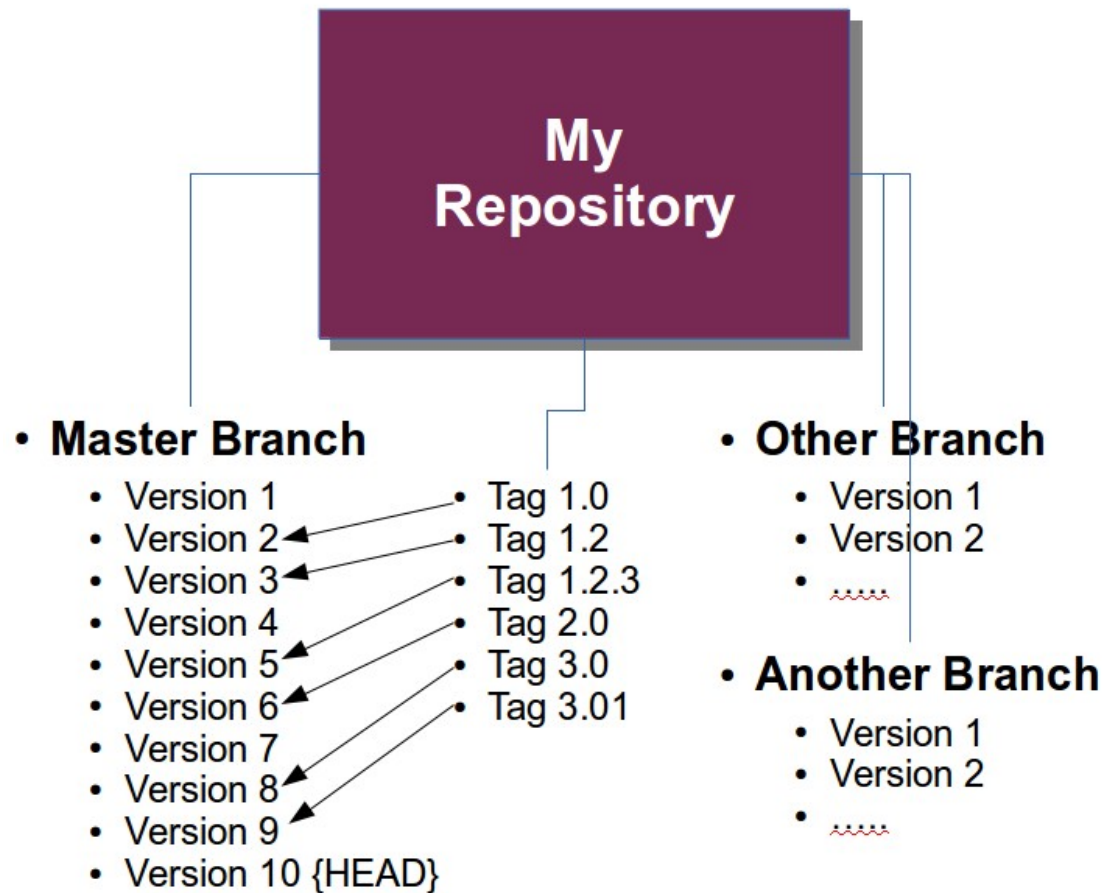 My
Repository
• Master Branch
• Version 1
• Version 2
• Version 3
• Version 4
• Version 5
• Version 6
• Version 7
• Version 8
• Version 9
• Version 10 {HEAD}
• Tag 1.0
• Tag 1.2
• Tag 1.2.3
• Tag 2.0
• Tag 3.0
• Tag 3.01
• Other Branch
• Version 1
• Version 2
• .....
• Another Branch
• Version 1
• Version 2
• .....